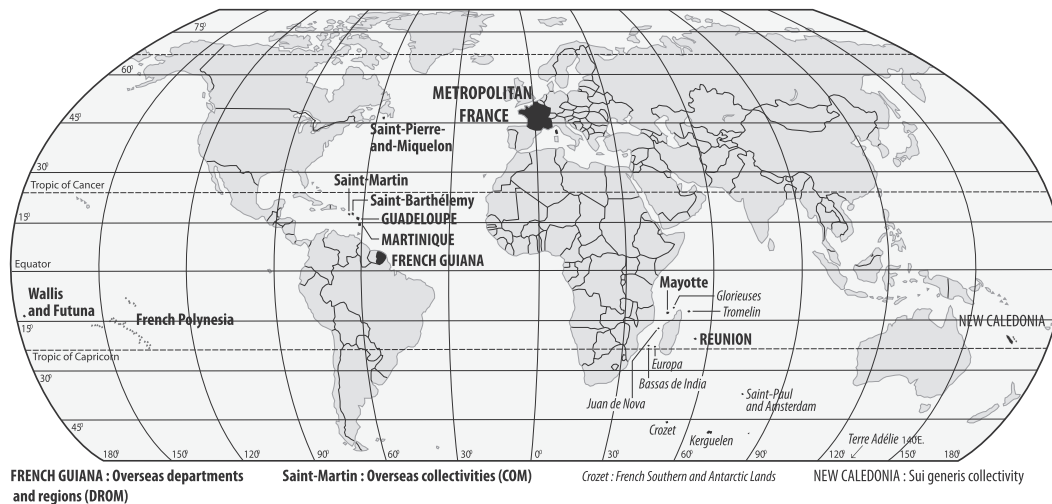 75°
60°
45°
30°
Tropic of Cancer
15°
Equator
15°
Tropic of Capricorn
30°
45°
METROPOLITAN
FRANCE
Saint-Pierre-
and-Miquelon
Saint-Martin
Saint-Barthélemy
GUADELOUPE
MARTINIQUE
FRENCH GUIANA
Wallis
and Futuna
French Polynesia
Mayotte
Glorieuses
Tromelin
NEW CALEDONIA
REUNION
Europa
Bassas de India
Juan de Nova
Saint-Paul
and Amsterdam
Crozet
Kerguelen
Terre Adélie 140E.
180° 150° 120° 90° 60° 30° 0° 30° 60° 90° 120° 150° 180°
FRENCH GUIANA : Overseas departments
and regions (DROM)
Saint-Martin : Overseas collectivities (COM)
Crozet : French Southern and Antarctic Lands
NEW CALEDONIA : Sui generis collectivity